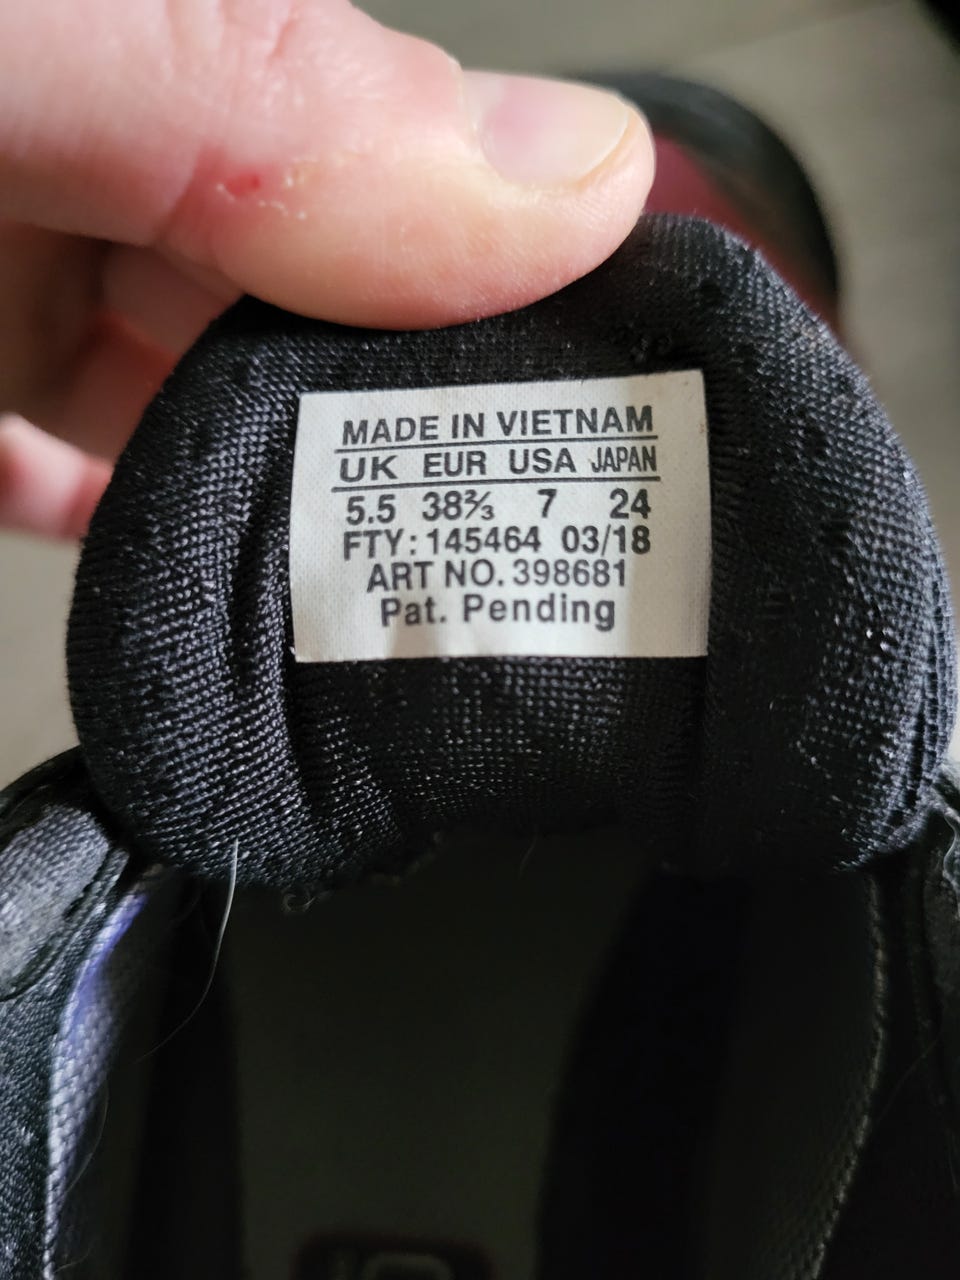 MADE IN VIETNAM
UK EUR USA JAPAN
5.5 38⅔ 7 24
FTY: 145464 03/18
ART NO. 398681
Pat. Pending